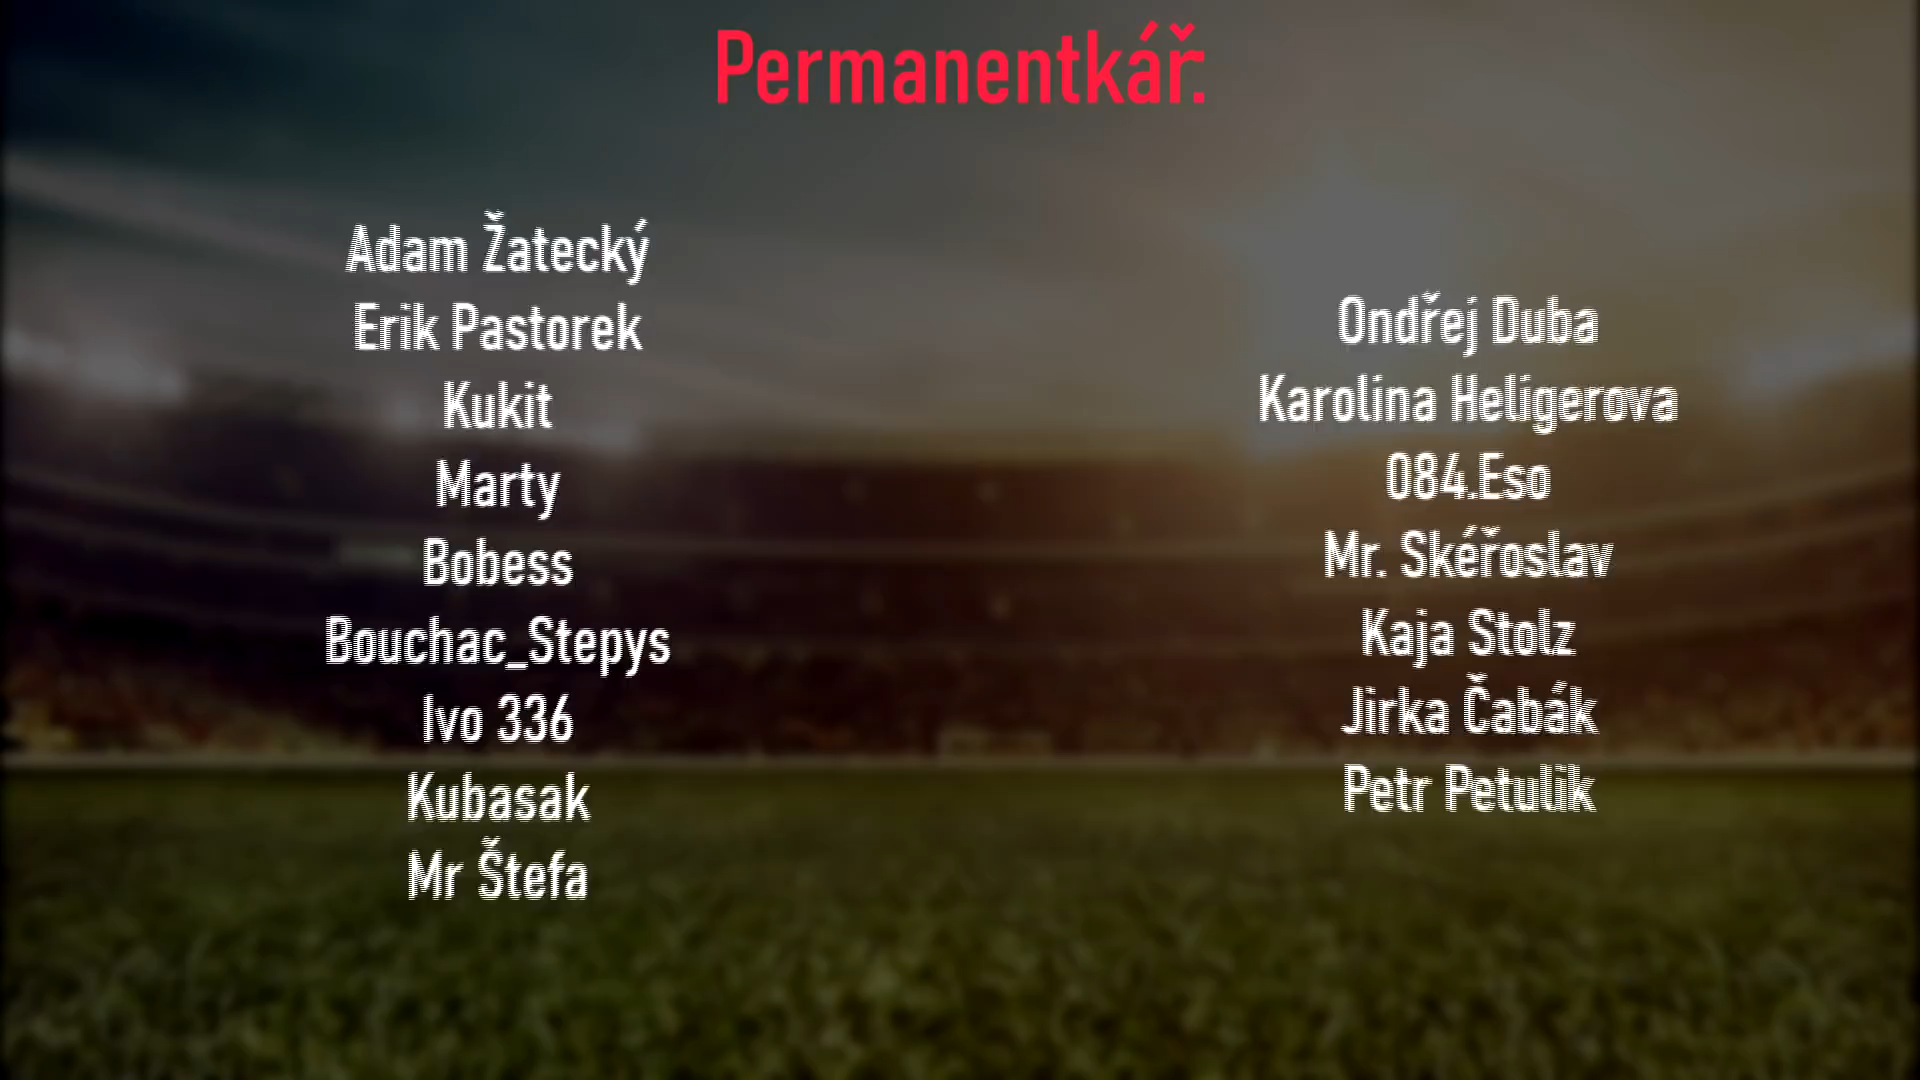 Permanentkář:
Adam Žatecký
Erik Pastorek
Kukit
Marty
Bobess
Bouchac_Stepys
Ivo 336
Kubasak
Mr Štefa
Ondřej Duba
Karolina Heligerova
084.Eso
Mr. Skéřoslav
Kaja Stolz
Jirka Čabák
Petr Petulik